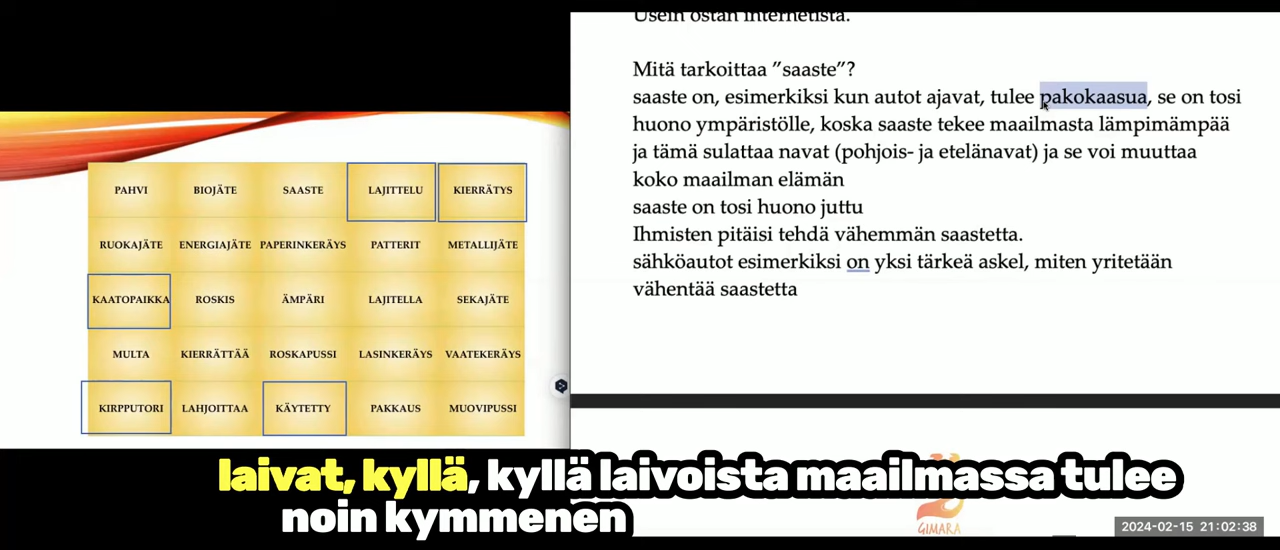 Usein ostan internetistä.
Mitä tarkoittaa ”saaste”?
saaste on, esimerkiksi kun autot ajavat, tulee pakokaasua, se on tosi
huono ympäristölle, koska saaste tekee maailmasta lämpimämpää
ja tämä sulattaa navat (pohjois- ja etelänavat) ja se voi muuttaa
koko maailman elämän
saaste on tosi huono juttu
Ihmisten pitäisi tehdä vähemmän saastetta.
sähköautot esimerkiksi on yksi tärkeä askel, miten yritetään
vähentää saastetta
PAHVI BIOJÄTE SAASTE LAJITTELU KIERRÄTYS
RUOKAJÄTE ENERGIAJÄTE PAPERINKERÄYS PATTERIT METALLIJÄTE
KAATOPAIKKA ROSKIS ÄMPÄRI LAJITELLA SEKAJÄTE
MULTA KIERRÄTTÄÄ ROSKAPUSSI LASINKERÄYS VAATEKERÄYS
KIRPPUTORI LAHJOITTAA KÄYTETTY PAKKAUS MUOVIPUSSI
laivat, kyllä, kyllä laivoista maailmassa tulee
noin kymmenen
GIMARA
2024-02-15 21:02:38